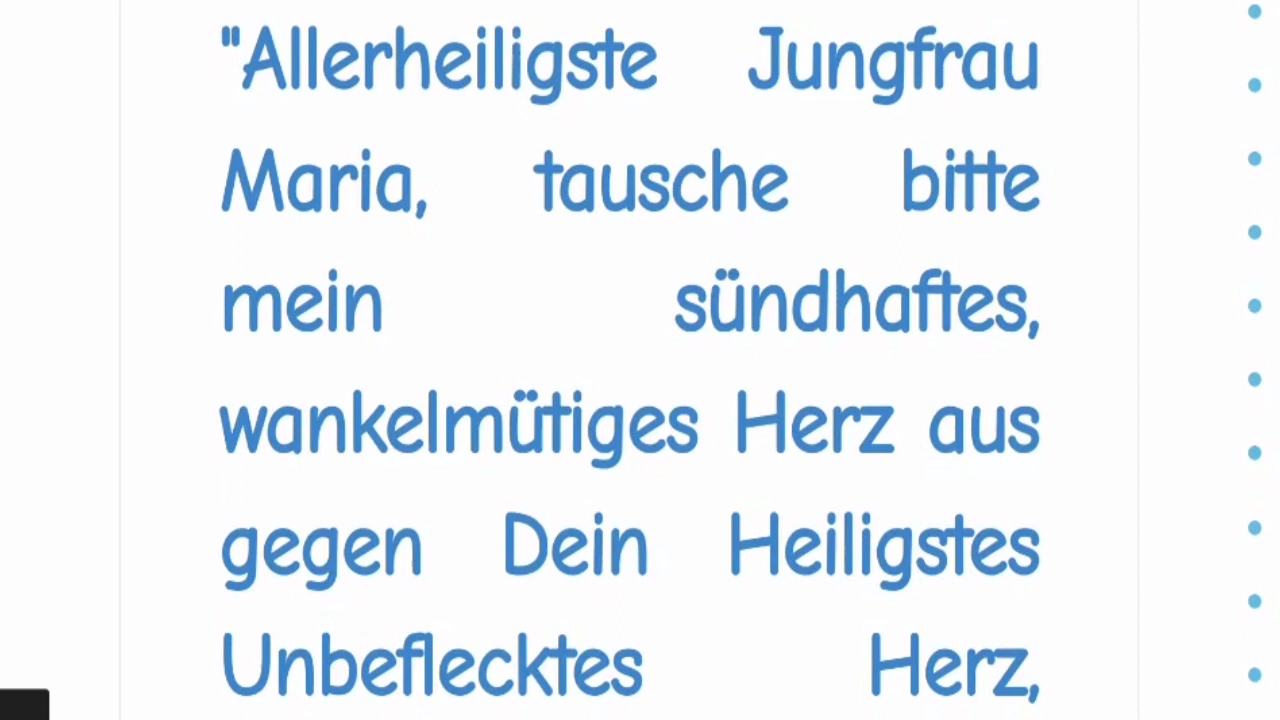 "Allerheiligste Jungfrau
Maria, tausche bitte
mein sündhaftes,
wankelmütiges Herz aus
gegen Dein Heiligstes
Unbeflecktes Herz,